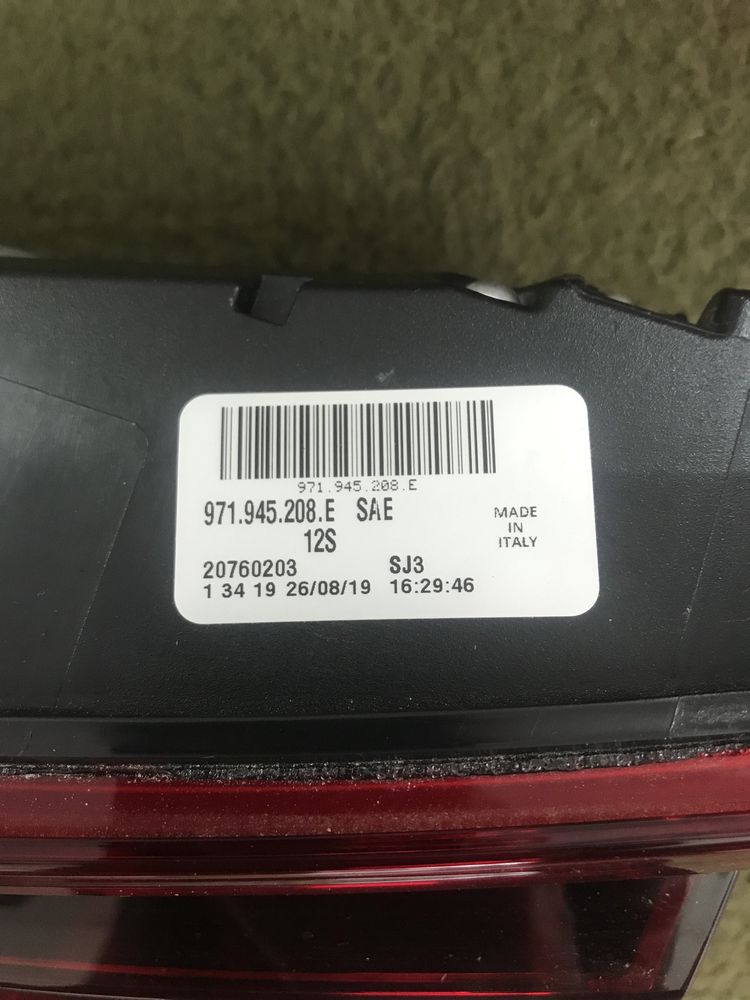 971.945.208.E
971.945.208.E SAE
12S
MADE
IN
ITALY
20760203 SJ3
1 34 19 26/08/19 16:29:46